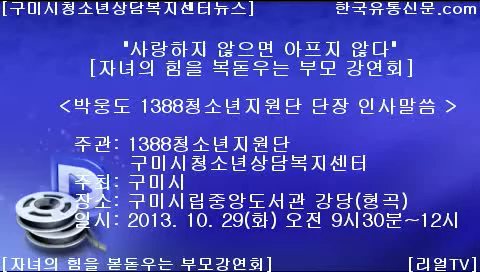 [구미시청소년상담복지센터뉴스] 한국유통신문.com
"사랑하지 않으면 아프지 않다"
[자녀의 힘을 복돋우는 부모 강연회]
<박웅도 1388청소년지원단 단장 인사말씀 >
주관: 1388청소년지원단
구미시청소년상담복지센터
주최: 구미시
장소: 구미시립중앙도서관 강당(형곡)
일시: 2013. 10. 29(화) 오전 9시30분~12시
[자녀의 힘을 볻돋우는 부모강연회] [리얼TV]